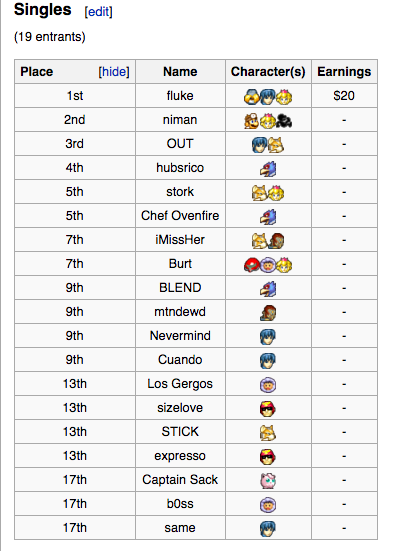 Singles [edit]
(19 entrants)
Place [hide] Name Character(s) Earnings
1st fluke $20
2nd niman -
3rd OUT -
4th hubsrico -
5th stork -
5th Chef Ovenfire -
7th iMissHer -
7th Burt -
9th BLEND -
9th mtndewd -
9th Nevermind -
9th Cuando -
13th Los Gergos -
13th sizelove -
13th STICK -
13th expresso -
17th Captain Sack -
17th b0ss -
17th same -